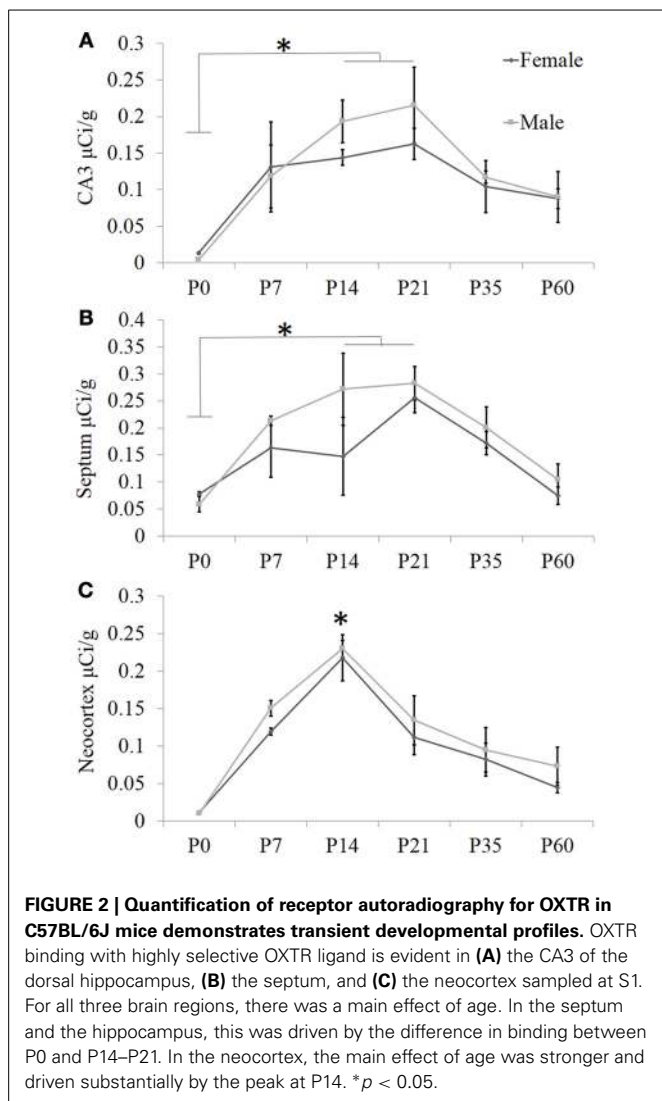 A
*
Female
Male
CA3 µCi/g
0.3
0.25
0.2
0.15
0.1
0.05
0
P0 P7 P14 P21 P35 P60
B
*
Septum µCi/g
0.4
0.35
0.3
0.25
0.2
0.15
0.1
0.05
0
P0 P7 P14 P21 P35 P60
C
*
Neocortex µCi/g
0.3
0.25
0.2
0.15
0.1
0.05
0
P0 P7 P14 P21 P35 P60
FIGURE 2 | Quantification of receptor autoradiography for OXTR in
C57BL/6J mice demonstrates transient developmental profiles. OXTR
binding with highly selective OXTR ligand is evident in (A) the CA3 of the
dorsal hippocampus, (B) the septum, and (C) the neocortex sampled at S1.
For all three brain regions, there was a main effect of age. In the septum
and the hippocampus, this was driven by the difference in binding between
P0 and P14–P21. In the neocortex, the main effect of age was stronger and
driven substantially by the peak at P14. *p < 0.05.